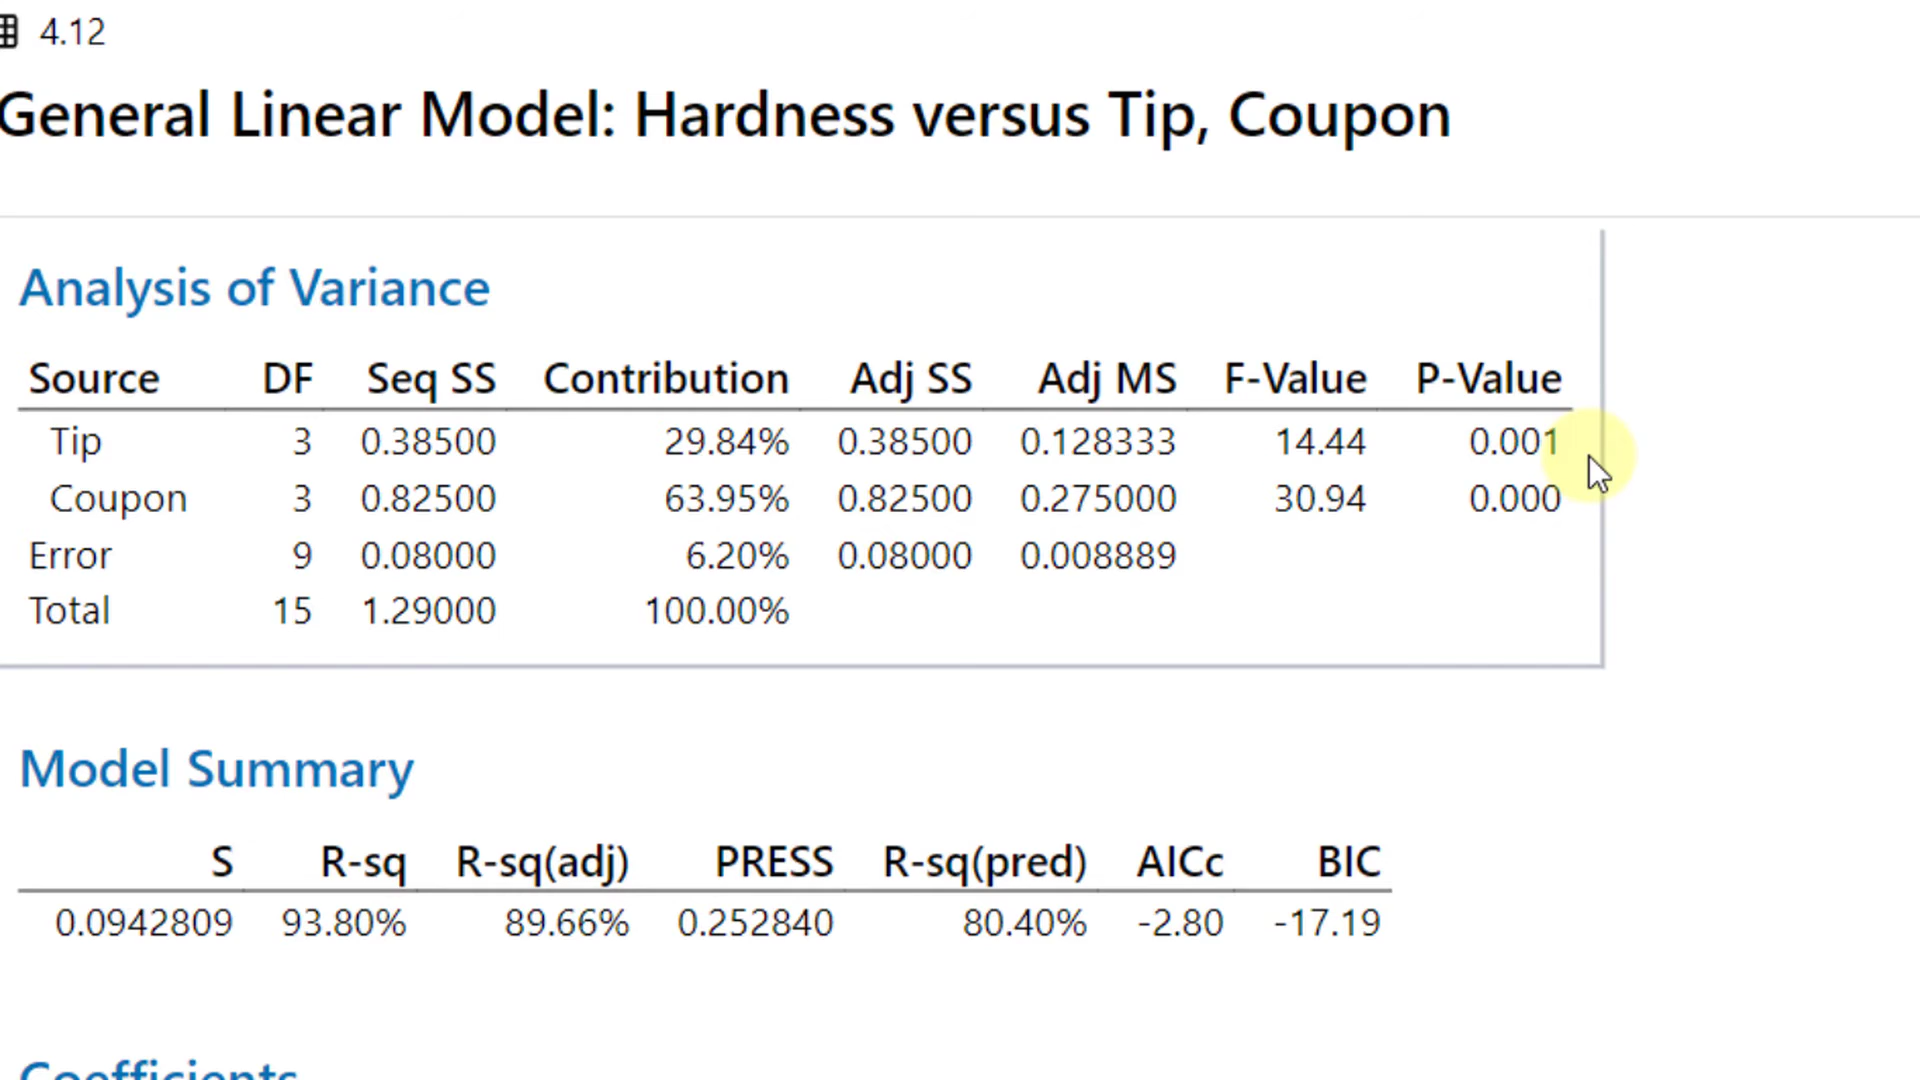 4.12
General Linear Model: Hardness versus Tip, Coupon
Analysis of Variance
Source DF Seq SS Contribution Adj SS Adj MS F-Value P-Value
Tip 3 0.38500 29.84% 0.38500 0.128333 14.44 0.001
Coupon 3 0.82500 63.95% 0.82500 0.275000 30.94 0.000
Error 9 0.08000 6.20% 0.08000 0.008889
Total 15 1.29000 100.00%
Model Summary
S R-sq R-sq(adj) PRESS R-sq(pred) AICc BIC
0.0942809 93.80% 89.66% 0.252840 80.40% -2.80 -17.19
Coefficients